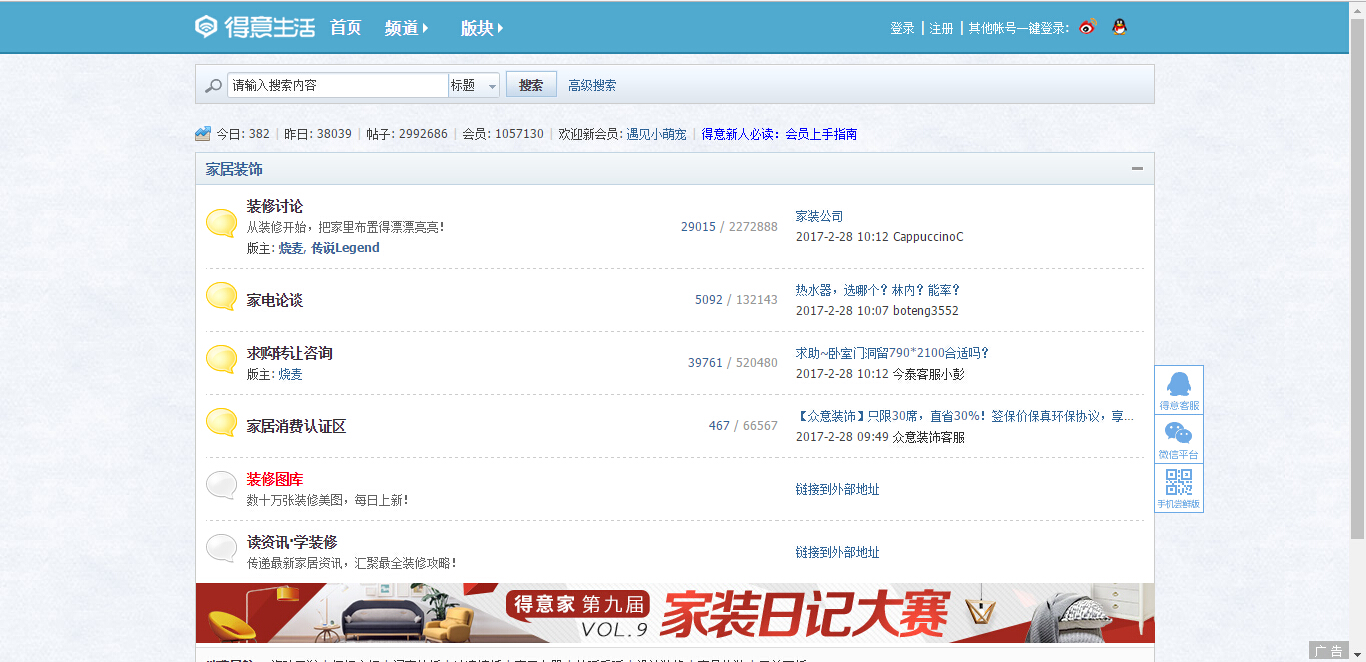 得意生活 首页 频道 版块 登录 | 注册 | 其他帐号一键登录:
请输入搜索内容 标题 搜索 高级搜索
今日: 382 | 昨日: 38039 | 帖子: 2992686 | 会员: 1057130 | 欢迎新会员: 遇见小萌宠 | 得意新人必读：会员上手指南
家居装饰
装修讨论
从装修开始，把家里布置得漂漂亮亮！
版主: 烧麦, 传说Legend
29015 / 2272888
家装公司
2017-2-28 10:12 CappuccinoC
家电论谈
5092 / 132143
热水器，选哪个？林内？能率？
2017-2-28 10:07 boteng3552
求购转让咨询
版主: 烧麦
39761 / 520480
求助~卧室门洞留790*2100合适吗？
2017-2-28 10:12 今泰客服小彭
家居消费认证区
467 / 66567
【众意装饰】只限30席，直省30%！签保价保真环保协议，享...
2017-2-28 09:49 众意装饰客服
装修图库
数十万张装修美图，每日上新！
链接到外部地址
读资讯·学装修
传递最新家居资讯，汇聚最全装修攻略！
链接到外部地址
得意客服
微信平台
手机尝鲜版
得意家 第九届
VOL.9
家装日记大赛
广告